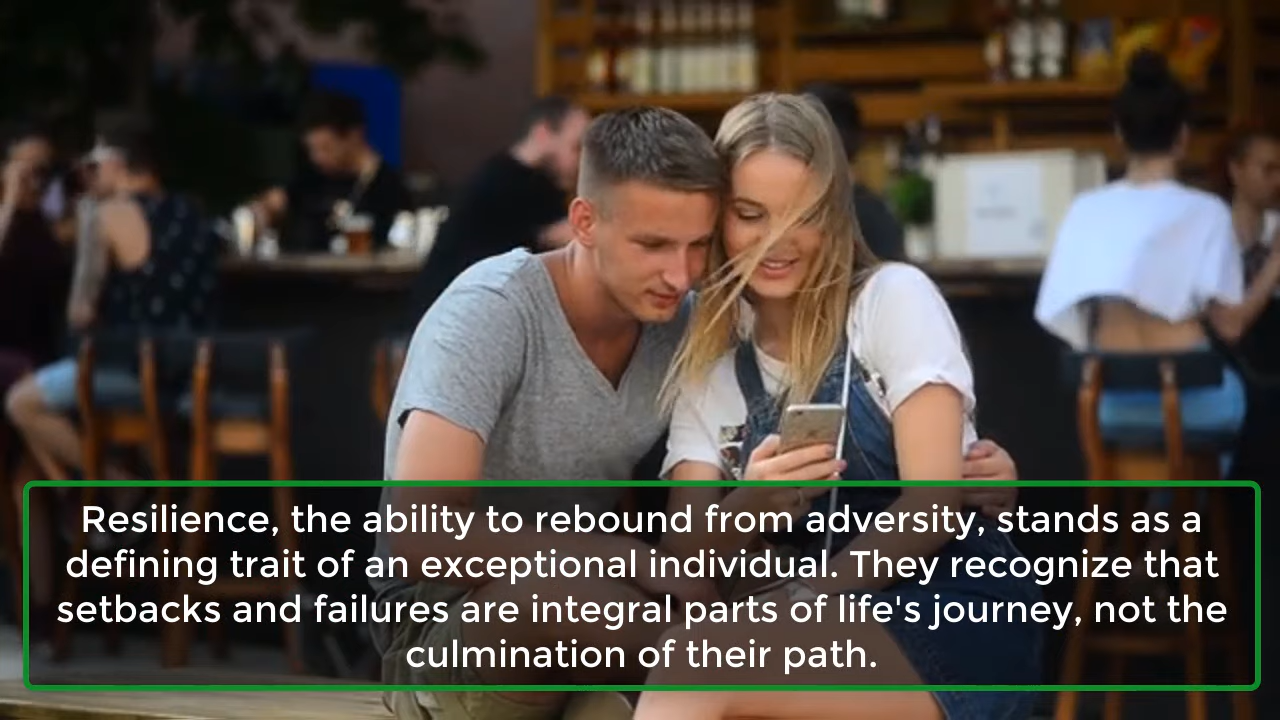 Resilience, the ability to rebound from adversity, stands as a
defining trait of an exceptional individual. They recognize that
setbacks and failures are integral parts of life's journey, not the
culmination of their path.